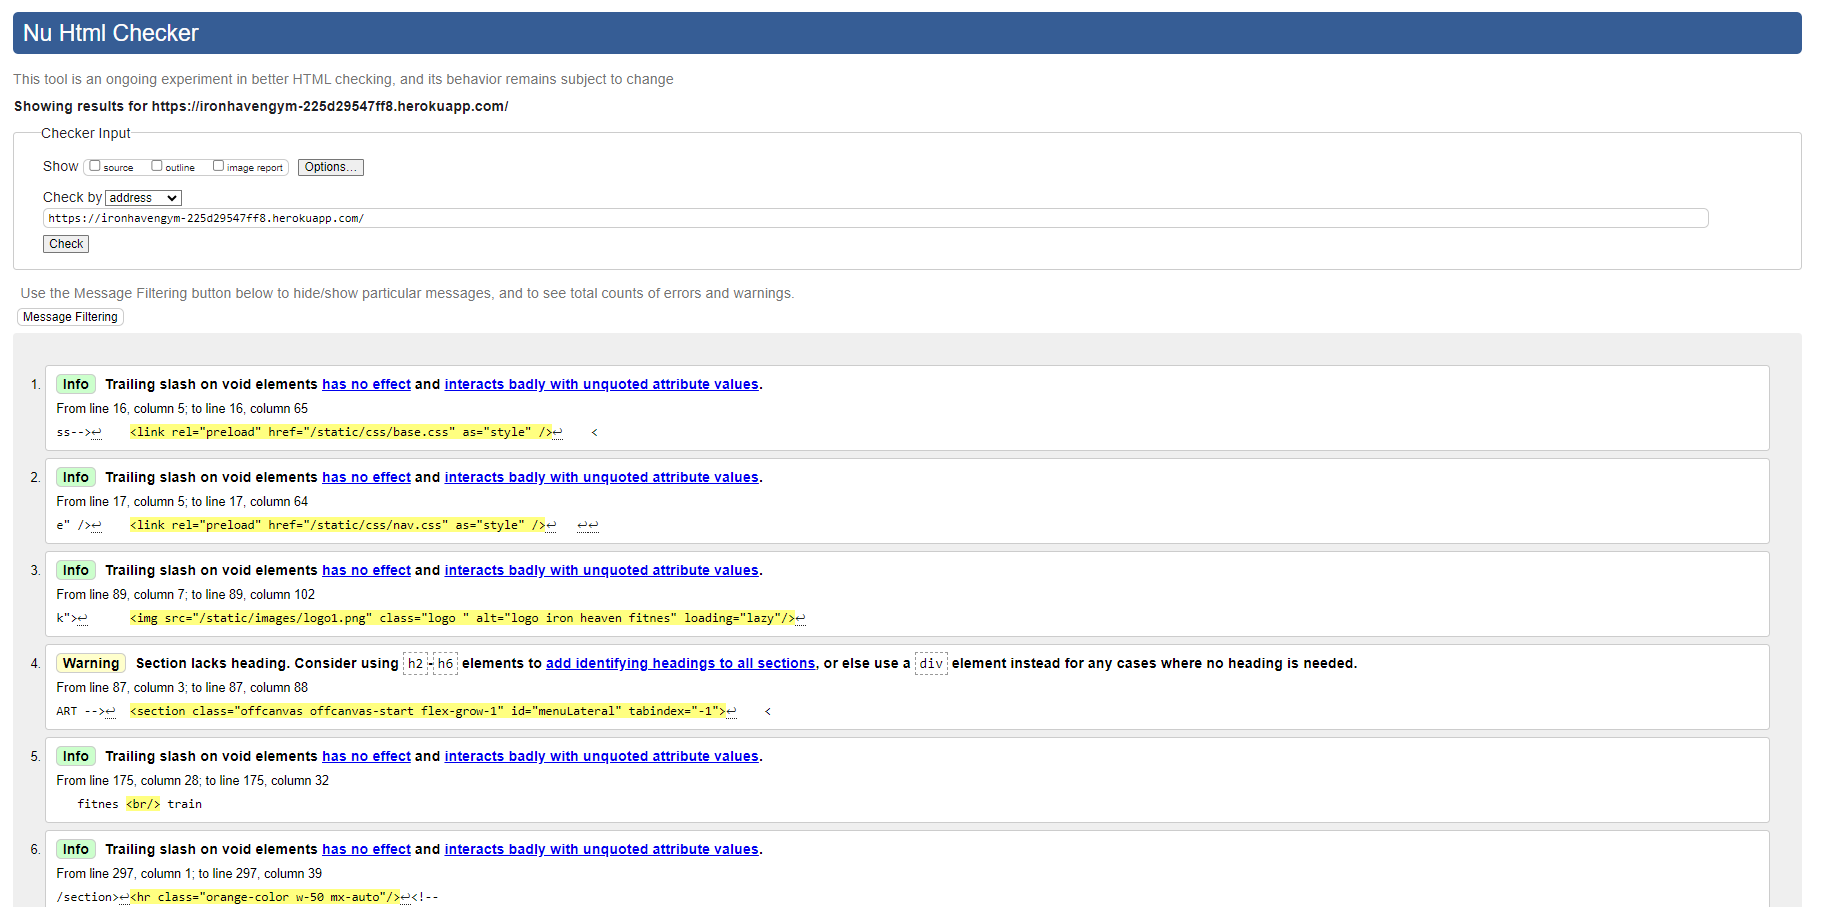 Nu Html Checker
This tool is an ongoing experiment in better HTML checking, and its behavior remains subject to change
Showing results for https://ironhavengym-225d29547ff8.herokuapp.com/
Checker Input
Show source outline image report Options...
Check by address
https://ironhavengym-225d29547ff8.herokuapp.com/
Check
Use the Message Filtering button below to hide/show particular messages, and to see total counts of errors and warnings.
Message Filtering
1. Info Trailing slash on void elements has no effect and interacts badly with unquoted attribute values.
From line 16, column 5; to line 16, column 65
ss-->↩ <link rel="preload" href="/static/css/base.css" as="style" />↩ <
2. Info Trailing slash on void elements has no effect and interacts badly with unquoted attribute values.
From line 17, column 5; to line 17, column 64
e" />↩ <link rel="preload" href="/static/css/nav.css" as="style" />↩ ↩↩
3. Info Trailing slash on void elements has no effect and interacts badly with unquoted attribute values.
From line 89, column 7; to line 89, column 102
k">↩ <img src="/static/images/logo1.png" class="logo " alt="logo iron heaven fitnes" loading="lazy"/>↩
4. Warning Section lacks heading. Consider using h2-h6 elements to add identifying headings to all sections, or else use a div element instead for any cases where no heading is needed.
From line 87, column 3; to line 87, column 88
ART -->↩ <section class="offcanvas offcanvas-start flex-grow-1" id="menuLateral" tabindex="-1">↩ <
5. Info Trailing slash on void elements has no effect and interacts badly with unquoted attribute values.
From line 175, column 28; to line 175, column 32
fitnes <br/> train
6. Info Trailing slash on void elements has no effect and interacts badly with unquoted attribute values.
From line 297, column 1; to line 297, column 39
/section>↩<hr class="orange-color w-50 mx-auto"/>↩<!--